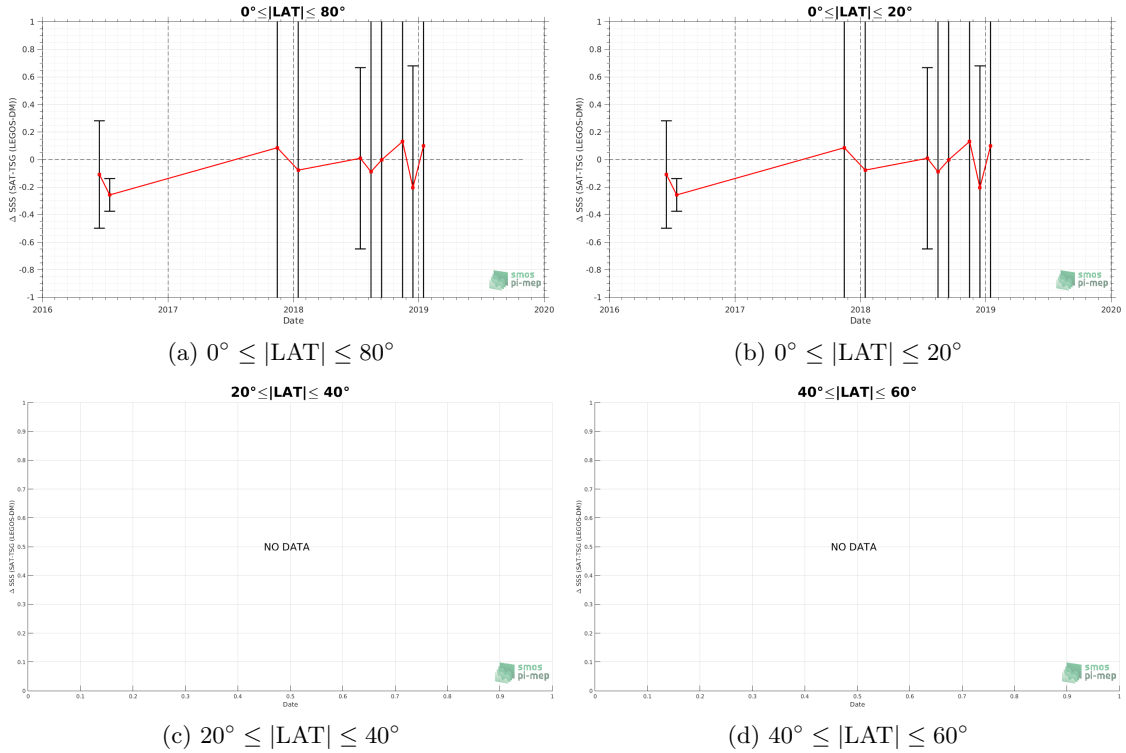 0°≤|LAT|≤ 80°
1
0.8
0.6
0.4
0.2
0
-0.2
-0.4
-0.6
-0.8
-1
Δ SSS (SAT-TSG (LEGOS-DM))
2016
2017
2018
2019
2020
Date
smos
pi-mep
(a) 0° ≤ |LAT| ≤ 80°
0°≤|LAT|≤ 20°
1
0.8
0.6
0.4
0.2
0
-0.2
-0.4
-0.6
-0.8
-1
Δ SSS (SAT-TSG (LEGOS-DM))
2016
2017
2018
2019
2020
Date
smos
pi-mep
(b) 0° ≤ |LAT| ≤ 20°
20°≤|LAT|≤ 40°
1
0.9
0.8
0.7
0.6
0.5
0.4
0.3
0.2
0.1
0
Δ SSS (SAT-TSG (LEGOS-DM))
NO DATA
0
0.1
0.2
0.3
0.4
0.5
0.6
0.7
0.8
0.9
1
Date
smos
pi-mep
(c) 20° ≤ |LAT| ≤ 40°
40°≤|LAT|≤ 60°
1
0.9
0.8
0.7
0.6
0.5
0.4
0.3
0.2
0.1
0
Δ SSS (SAT-TSG (LEGOS-DM))
NO DATA
0
0.1
0.2
0.3
0.4
0.5
0.6
0.7
0.8
0.9
1
Date
smos
pi-mep
(d) 40° ≤ |LAT| ≤ 60°